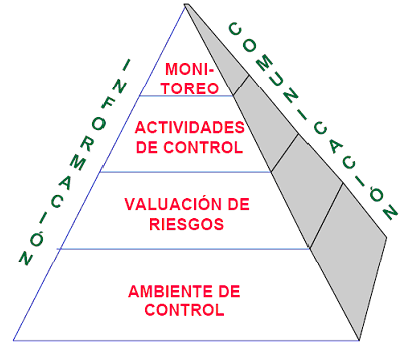 INFORMACIÓN
COMUNICACIÓN
MONI-
TOREO
ACTIVIDADES
DE CONTROL
VALUACIÓN DE
RIESGOS
AMBIENTE DE
CONTROL